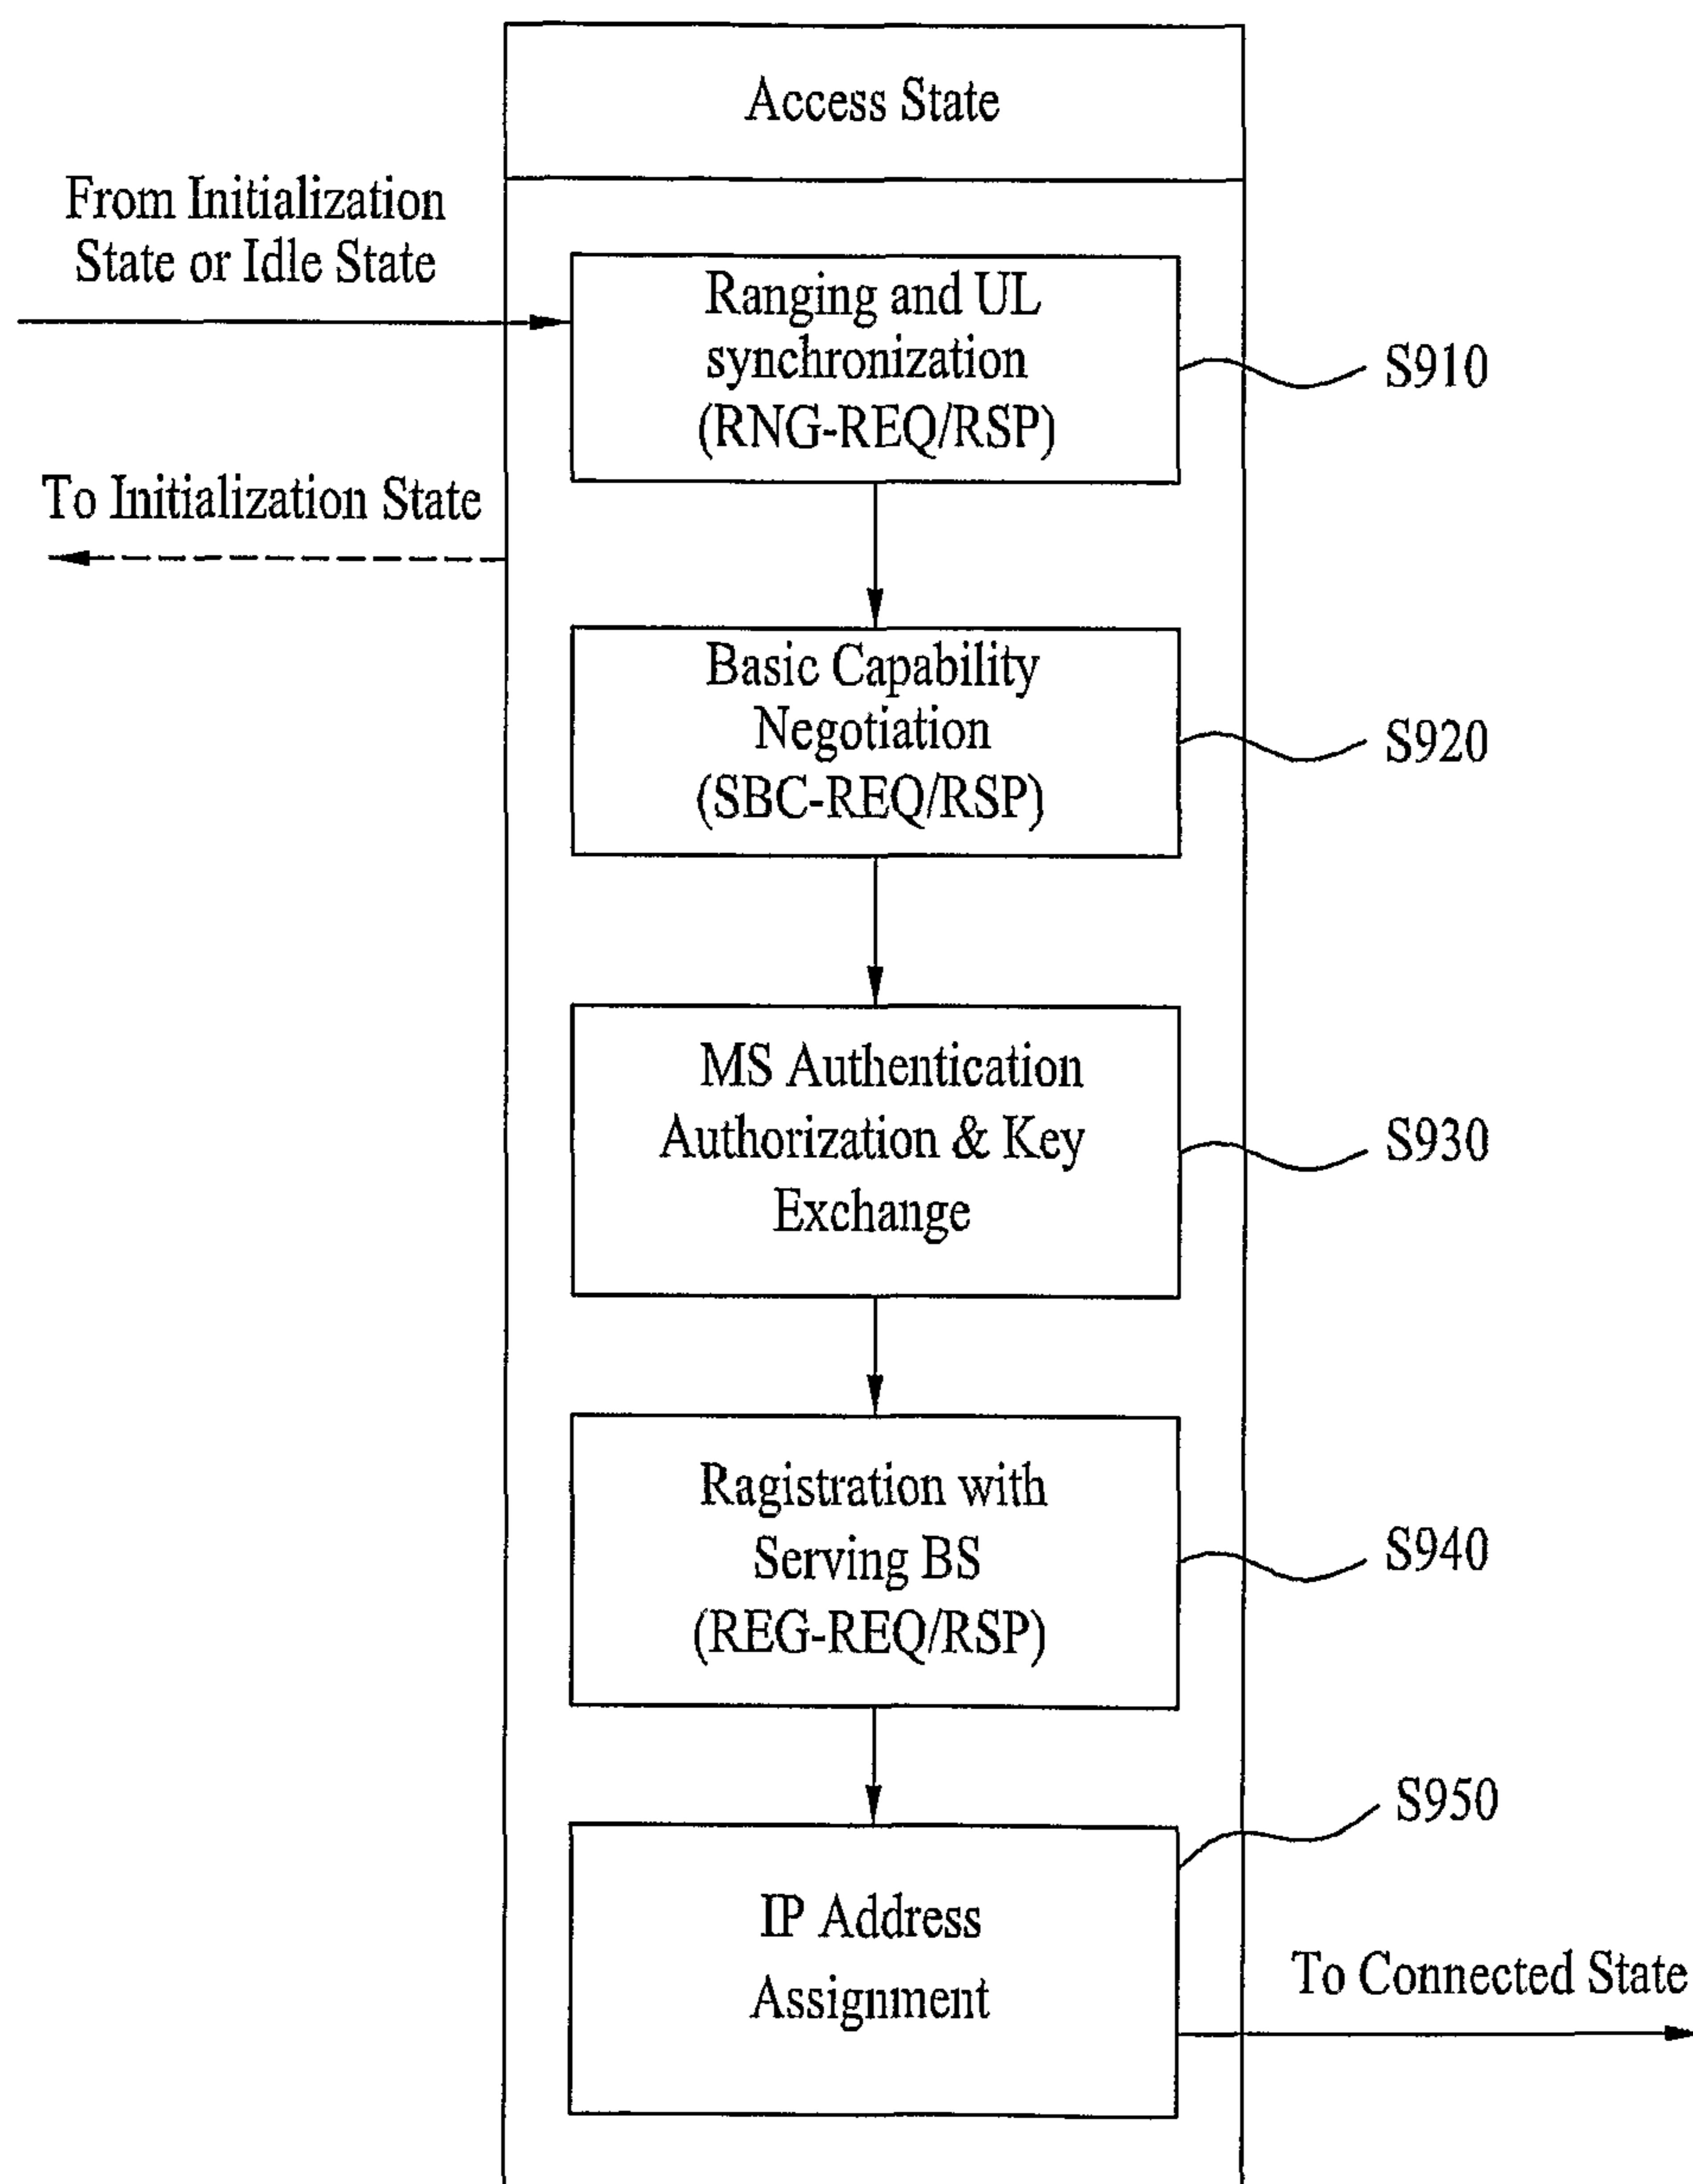 Access State
From Initialization
State or Idle State
Ranging and UL
synchronization
(RNG-REQ/RSP)
S910
To Initialization State
Basic Capability
Negotiation
(SBC-REQ/RSP)
S920
MS Authentication
Authorization & Key
Exchange
S930
Ragistration with
Serving BS
(REG-REQ/RSP)
S940
S950
IP Address
Assignment
To Connected State